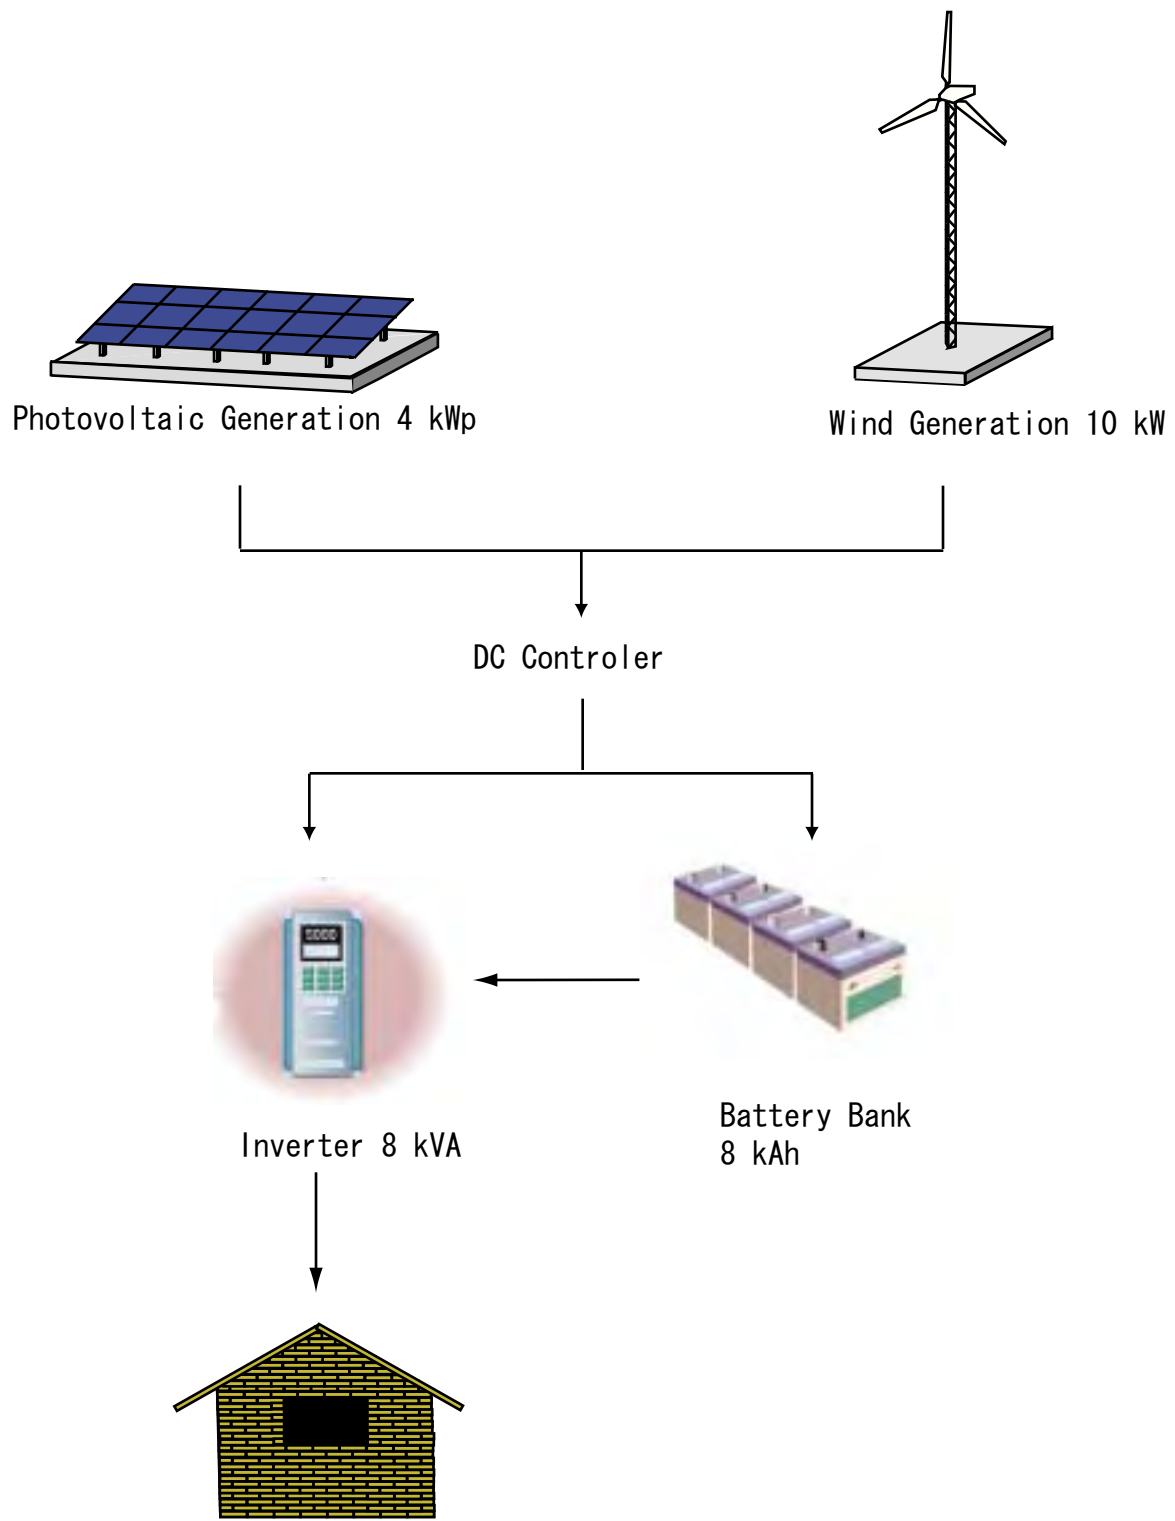 Photovoltaic Generation 4 kWp
Wind Generation 10 kW
DC Controler
Inverter 8 kVA
Battery Bank
8 kAh